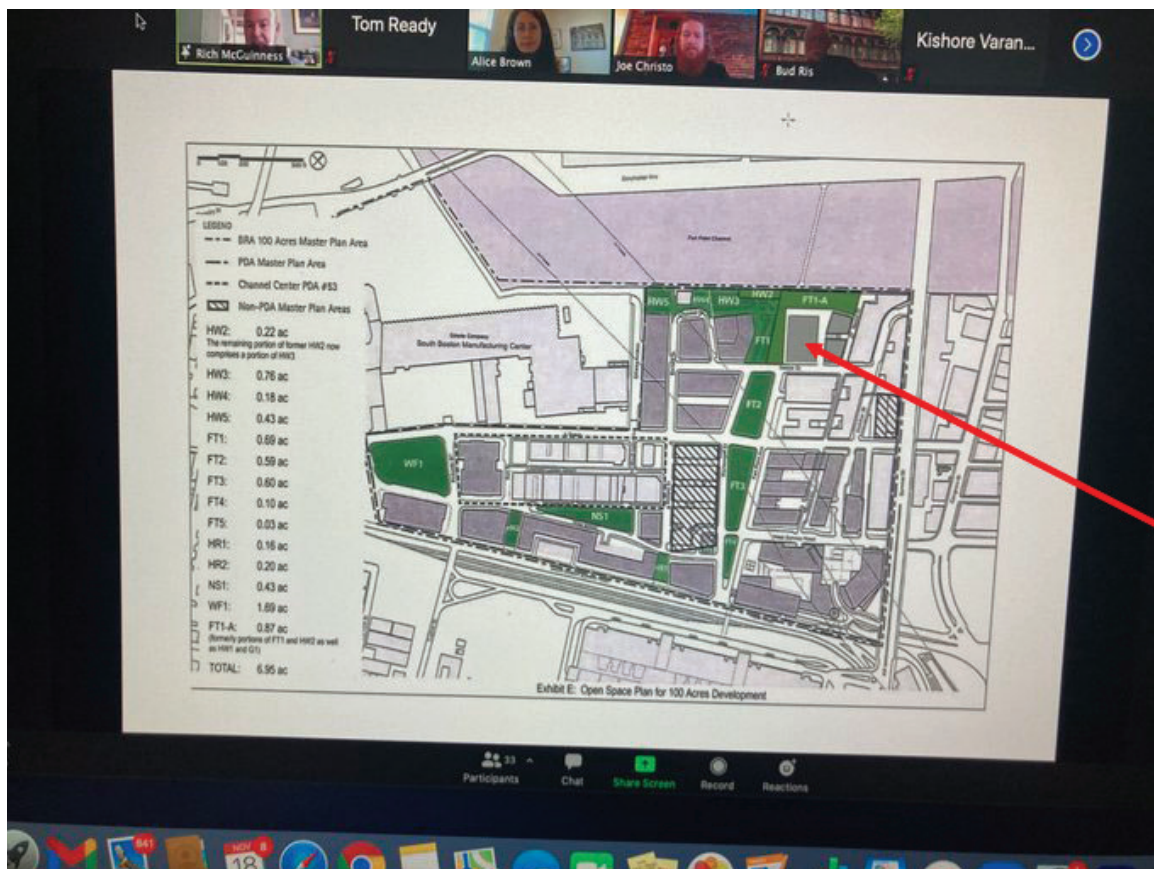 Tom Ready
Rich McGuinness
Alice Brown
Joe Christo
Bud Ris
Kishore Varan...
Fort Point Channel
LEGEND
BRA 100 Acres Master Plan Area
PDA Master Plan Area
Channel Center PDA #53
Non-PDA Master Plan Areas
HW2: 0.22 ac
The remaining portion of former HW2 now
comprises a portion of HW3
HW3: 0.76 ac
HW4: 0.18 ac
HW5: 0.43 ac
FT1: 0.69 ac
FT2: 0.59 ac
FT3: 0.60 ac
FT4: 0.10 ac
FT5: 0.03 ac
HR1: 0.16 ac
HR2: 0.20 ac
NS1: 0.43 ac
WF1: 1.69 ac
FT1-A: 0.87 ac
(formerly portions of FT1 and HW2 as well
as HW1 and G1)
TOTAL: 6.95 ac
Gillette Company
South Boston Manufacturing Center
HW5
HW4
HW3
HW2
FT1-A
FT1
FT2
WF1
FT3
NS1
Exhibit E: Open Space Plan for 100 Acres Development
33
Participants
Chat
Share Screen
Record
Reactions
641
NOV
8
18